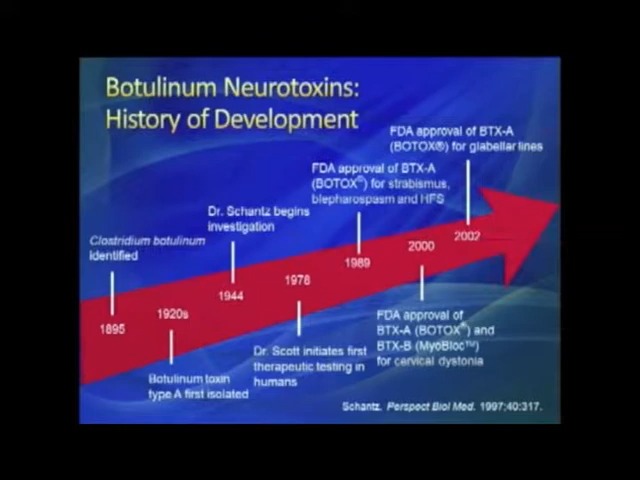 Botulinum Neurotoxins:
History of Development
FDA approval of BTX-A
(BOTOX®) for glabellar lines
FDA approval of BTX-A
(BOTOX®) for strabismus,
blepharospasm and HFS
Dr. Schantz begins
investigation
Clostridium botulinum
identified
2002
2000
1989
1978
1944
1920s
1895
FDA approval of
BTX-A (BOTOX®) and
BTX-B (MyoBloc™)
for cervical dystonia
Dr. Scott initiates first
therapeutic testing in
humans
Botulinum toxin
type A first isolated
Schantz. Perspect Biol Med. 1997;40:317.